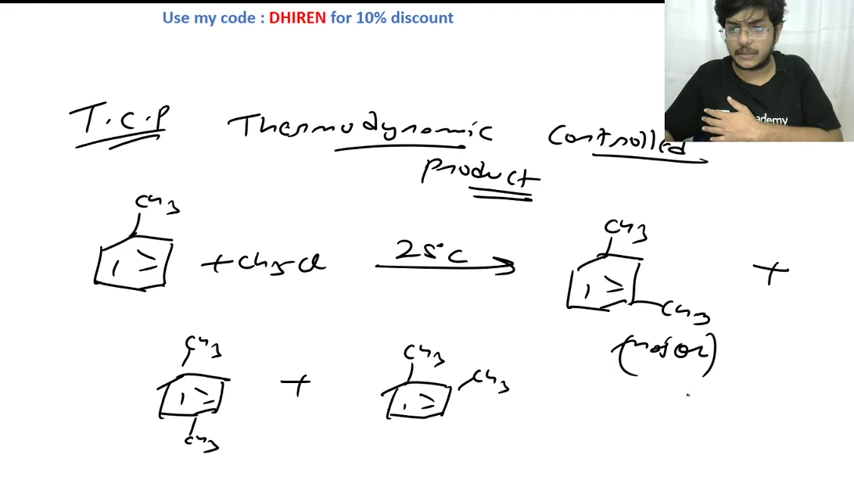 Use my code : DHIREN for 10% discount
T.C.P Thermodynamic Controlled
product
CH3 CH3
+CH3-Cl 25°C +
CH3
(major)
CH3 + CH3 CH3
CH3